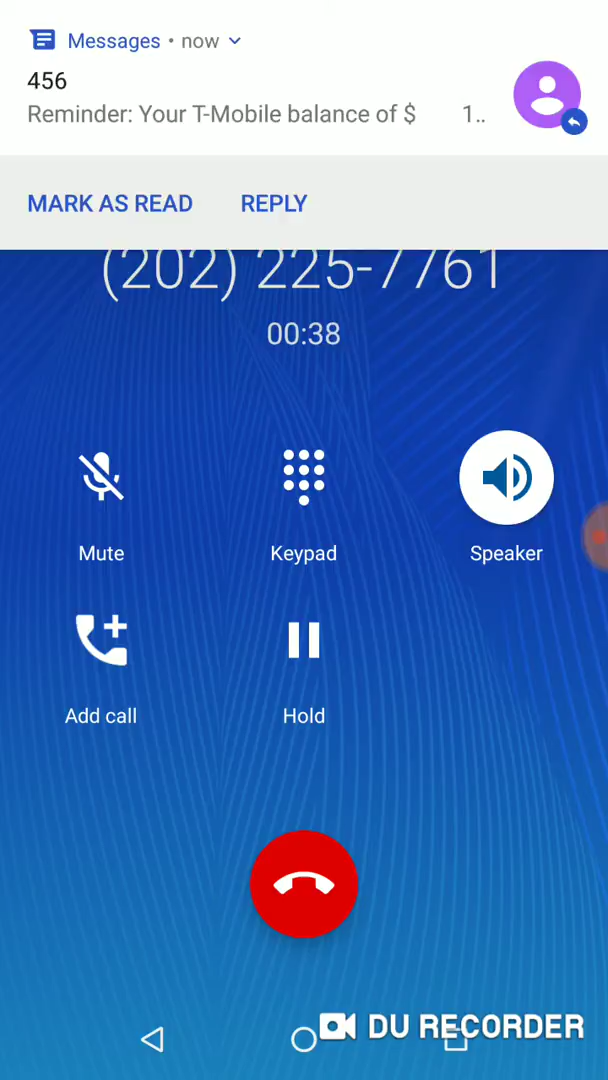 Messages • now
456
Reminder: Your T-Mobile balance of $ 1..
MARK AS READ REPLY
(202) 225-7761
00:38
Mute Keypad Speaker
Add call Hold
DU RECORDER